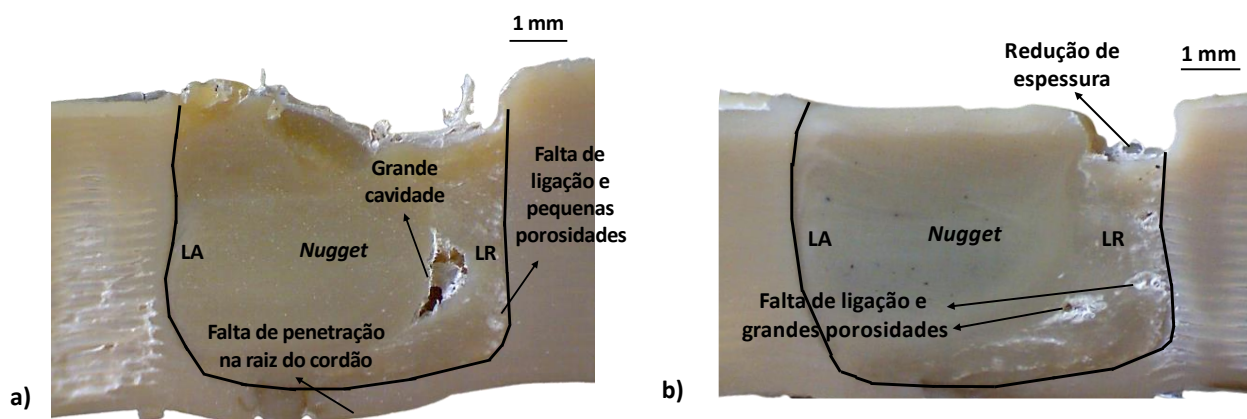 1 mm
Grande
cavidade
Falta de
ligação e
pequenas
porosidades
LA
Nugget
LR
Falta de penetração
na raiz do cordão
a)
Redução de
espessura
1 mm
LA
Nugget
LR
Falta de ligação e
grandes porosidades
b)